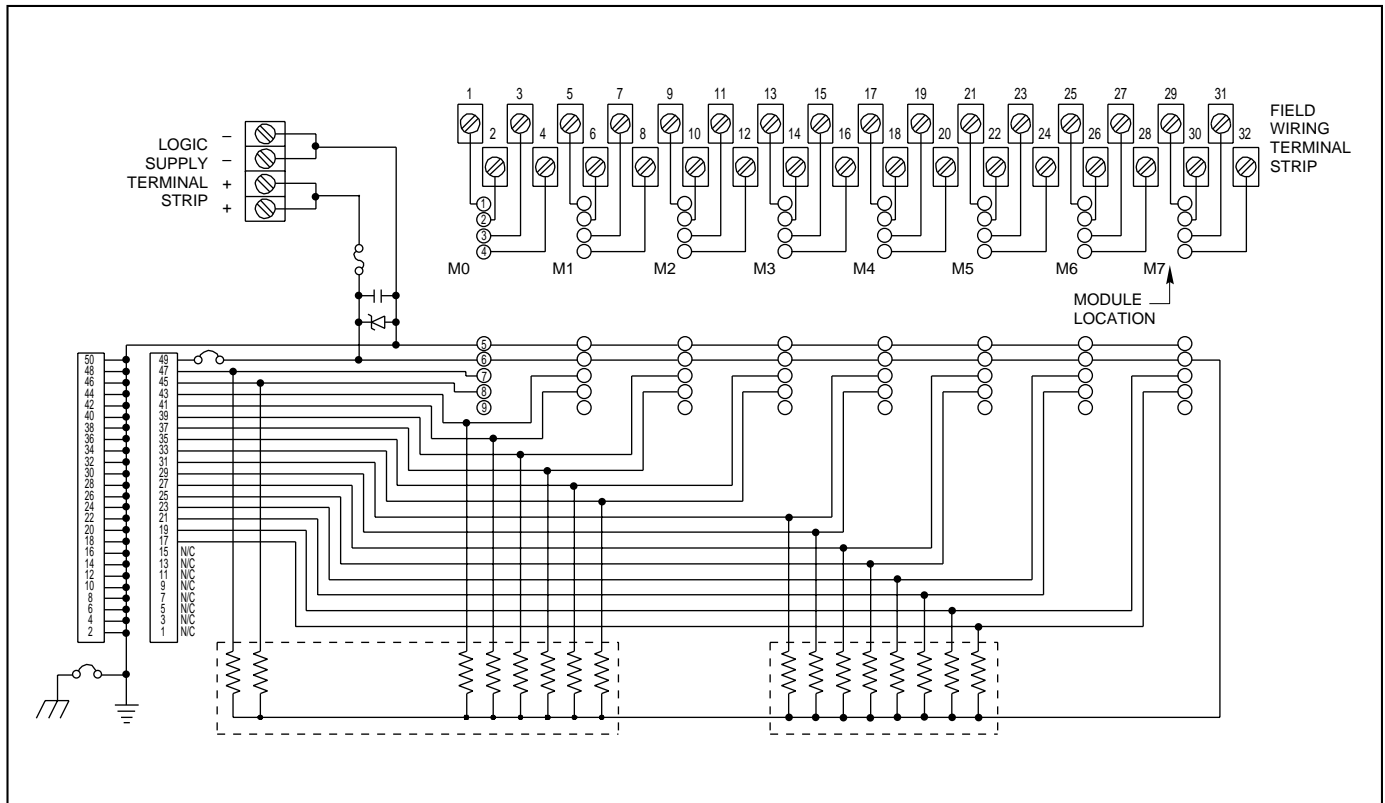 1 3 5 7 9 11 13 15 17 19 21 23 25 27 29 31
2 4 6 8 10 12 14 16 18 20 22 24 26 28 30 32
FIELD
WIRING
TERMINAL
STRIP
LOGIC
SUPPLY
TERMINAL
STRIP
–
–
+
+
1
2
3
4
M0 M1 M2 M3 M4 M5 M6 M7
MODULE
LOCATION
5
6
7
8
9
50 49
48 47
46 45
44 43
42 41
40 39
38 37
36 35
34 33
32 31
30 29
28 27
26 25
24 23
22 21
20 19
18 17
16 15 N/C
14 13 N/C
12 11 N/C
10 9 N/C
8 7 N/C
6 5 N/C
4 3 N/C
2 1 N/C